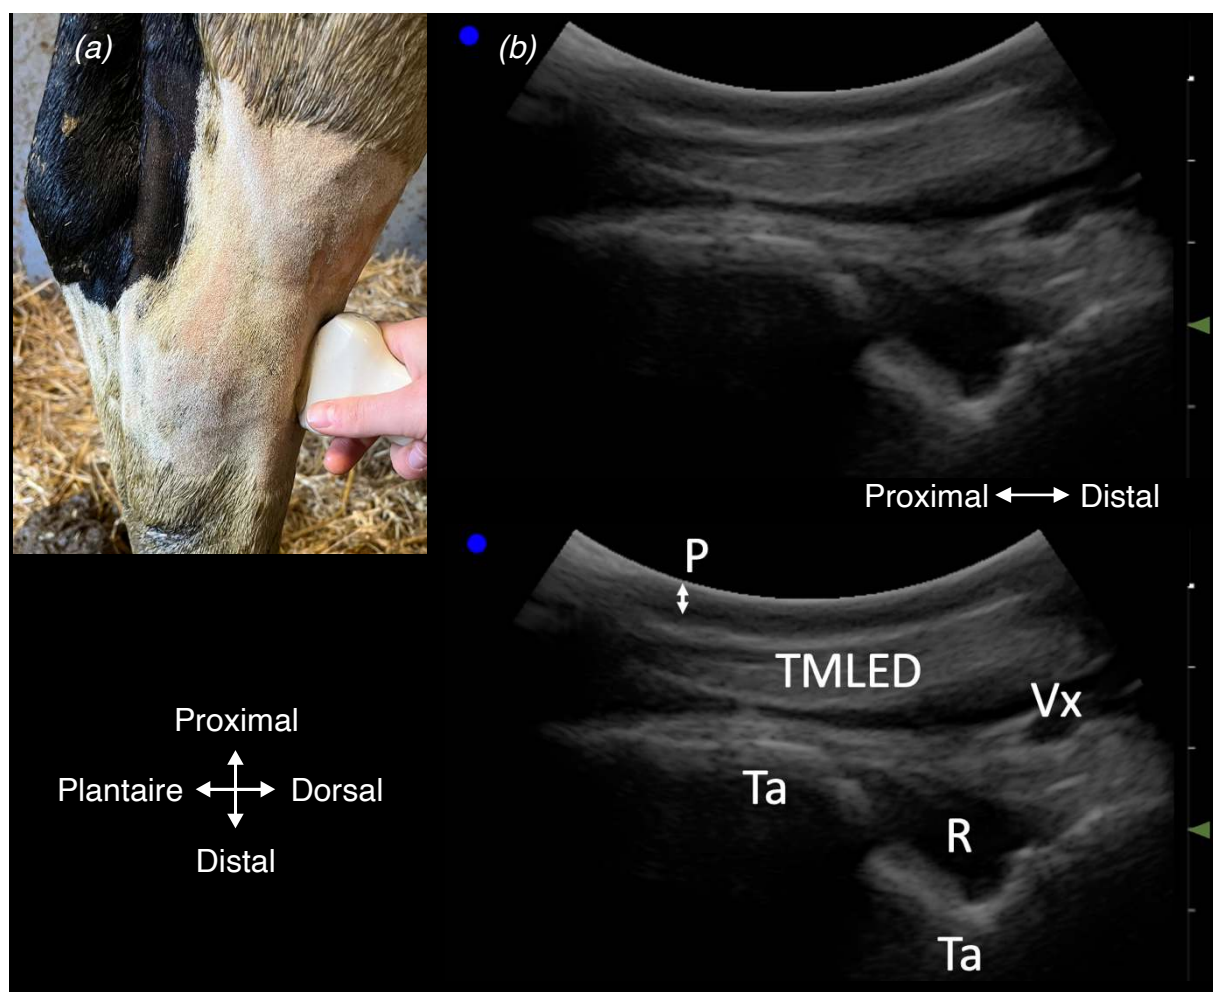 (a)
(b)
Proximal Distal
P
TMLED
Vx
Ta
R
Ta
Proximal
Plantaire Dorsal
Distal